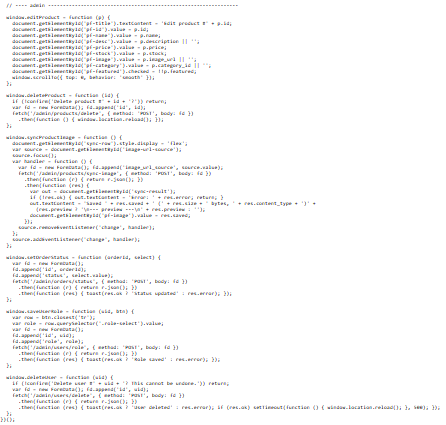 // ---- admin ----------------------------------------------------------
window.editProduct = function (p) {
  document.getElementById('pf-title').textContent = 'Edit product #' + p.id;
  document.getElementById('pf-id').value = p.id;
  document.getElementById('pf-name').value = p.name;
  document.getElementById('pf-desc').value = p.description || '';
  document.getElementById('pf-price').value = p.price;
  document.getElementById('pf-stock').value = p.stock;
  document.getElementById('pf-image').value = p.image_url || '';
  document.getElementById('pf-category').value = p.category_id || '';
  document.getElementById('pf-featured').checked = !!p.featured;
  window.scrollTo({ top: 0, behavior: 'smooth' });
};
window.deleteProduct = function (id) {
  if (!confirm('Delete product #' + id + '?')) return;
  var fd = new FormData(); fd.append('id', id);
  fetch('/admin/products/delete', { method: 'POST', body: fd })
    .then(function () { window.location.reload(); });
};
window.syncProductImage = function () {
  document.getElementById('sync-row').style.display = 'flex';
  var source = document.getElementById('image-url-source');
  source.focus();
  var handler = function () {
    var fd = new FormData(); fd.append('image_url_source', source.value);
    fetch('/admin/products/sync-image', { method: 'POST', body: fd })
      .then(function (r) { return r.json(); })
      .then(function (res) {
        var out = document.getElementById('sync-result');
        if (!res.ok) { out.textContent = 'Error: ' + res.error; return; }
        out.textContent = 'Saved ' + res.saved + ' (' + res.size + ' bytes, ' + res.content_type + ')' +
          (res.preview ? '\n--- preview ---\n' + res.preview : '');
        document.getElementById('pf-image').value = res.saved;
      });
    source.removeEventListener('change', handler);
  };
  source.addEventListener('change', handler);
};
window.setOrderStatus = function (orderId, select) {
  var fd = new FormData();
  fd.append('id', orderId);
  fd.append('status', select.value);
  fetch('/admin/orders/status', { method: 'POST', body: fd })
    .then(function (r) { return r.json(); })
    .then(function (res) { toast(res.ok ? 'Status updated' : res.error); });
};
window.saveUserRole = function (uid, btn) {
  var row = btn.closest('tr');
  var role = row.querySelector('.role-select').value;
  var fd = new FormData();
  fd.append('id', uid);
  fd.append('role', role);
  fetch('/admin/users/role', { method: 'POST', body: fd })
    .then(function (r) { return r.json(); })
    .then(function (res) { toast(res.ok ? 'Role saved' : res.error); });
};
window.deleteUser = function (uid) {
  if (!confirm('Delete user #' + uid + '? This cannot be undone.')) return;
  var fd = new FormData(); fd.append('id', uid);
  fetch('/admin/users/delete', { method: 'POST', body: fd })
    .then(function (r) { return r.json(); })
    .then(function (res) { toast(res.ok ? 'User deleted' : res.error); if (res.ok) setTimeout(function () { window.location.reload(); }, 500); });
};
})();